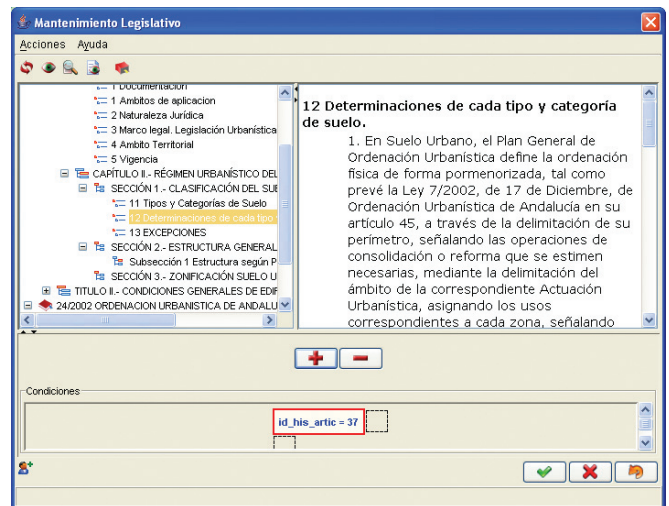 Mantenimiento Legislativo
Acciones Ayuda
1 Documentación
1 Ambitos de aplicacion
2 Naturaleza Jurídica
3 Marco legal. Legislación Urbanística
4 Ambito Territorial
5 Vigencia
CAPÍTULO II.- RÉGIMEN URBANÍSTICO DEL
SECCIÓN 1.- CLASIFICACIÓN DEL SUE
11 Tipos y Categorías de Suelo
12 Determinaciones de cada tipo
13 EXCEPCIONES
SECCIÓN 2.- ESTRUCTURA GENERAL
Subsección 1 Estructura según P
SECCIÓN 3.- ZONIFICACIÓN SUELO U
TITULO II.- CONDICIONES GENERALES DE EDIF
24/2002 ORDENACION URBANISTICA DE ANDALU
12 Determinaciones de cada tipo y categoría
de suelo.
1. En Suelo Urbano, el Plan General de
Ordenación Urbanística define la ordenación
física de forma pormenorizada, tal como
prevé la Ley 7/2002, de 17 de Diciembre, de
Ordenación Urbanística de Andalucía en su
artículo 45, a través de la delimitación de su
perímetro, señalando las operaciones de
consolidación o reforma que se estimen
necesarias, mediante la delimitación del
ámbito de la correspondiente Actuación
Urbanística, asignando los usos
correspondientes a cada zona, señalando
Condiciones
id_his_artic = 37